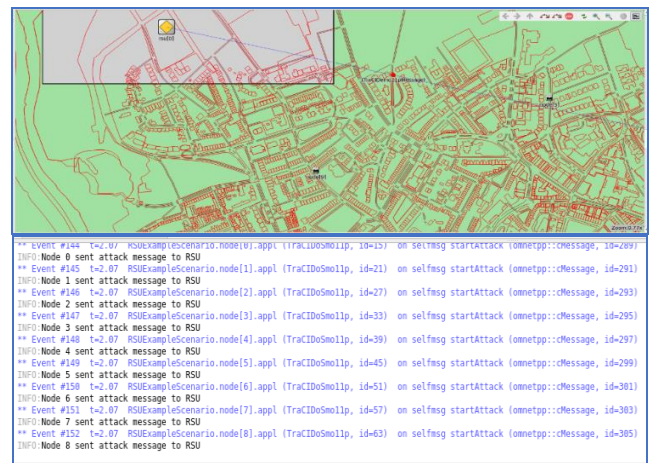 rsu[0]
Zoom:0.77x
** Event #144 t=2.07 RSUExampleScenario.node[0].appl (TraCIDoSmo11p, id=15) on selfmsg startAttack (omnetpp::cMessage, id=289)
INFO:Node 0 sent attack message to RSU
** Event #145 t=2.07 RSUExampleScenario.node[1].appl (TraCIDoSmo11p, id=21) on selfmsg startAttack (omnetpp::cMessage, id=291)
INFO:Node 1 sent attack message to RSU
** Event #146 t=2.07 RSUExampleScenario.node[2].appl (TraCIDoSmo11p, id=27) on selfmsg startAttack (omnetpp::cMessage, id=293)
INFO:Node 2 sent attack message to RSU
** Event #147 t=2.07 RSUExampleScenario.node[3].appl (TraCIDoSmo11p, id=33) on selfmsg startAttack (omnetpp::cMessage, id=295)
INFO:Node 3 sent attack message to RSU
** Event #148 t=2.07 RSUExampleScenario.node[4].appl (TraCIDoSmo11p, id=39) on selfmsg startAttack (omnetpp::cMessage, id=297)
INFO:Node 4 sent attack message to RSU
** Event #149 t=2.07 RSUExampleScenario.node[5].appl (TraCIDoSmo11p, id=45) on selfmsg startAttack (omnetpp::cMessage, id=299)
INFO:Node 5 sent attack message to RSU
** Event #150 t=2.07 RSUExampleScenario.node[6].appl (TraCIDoSmo11p, id=51) on selfmsg startAttack (omnetpp::cMessage, id=301)
INFO:Node 6 sent attack message to RSU
** Event #151 t=2.07 RSUExampleScenario.node[7].appl (TraCIDoSmo11p, id=57) on selfmsg startAttack (omnetpp::cMessage, id=303)
INFO:Node 7 sent attack message to RSU
** Event #152 t=2.07 RSUExampleScenario.node[8].appl (TraCIDoSmo11p, id=63) on selfmsg startAttack (omnetpp::cMessage, id=305)
INFO:Node 8 sent attack message to RSU